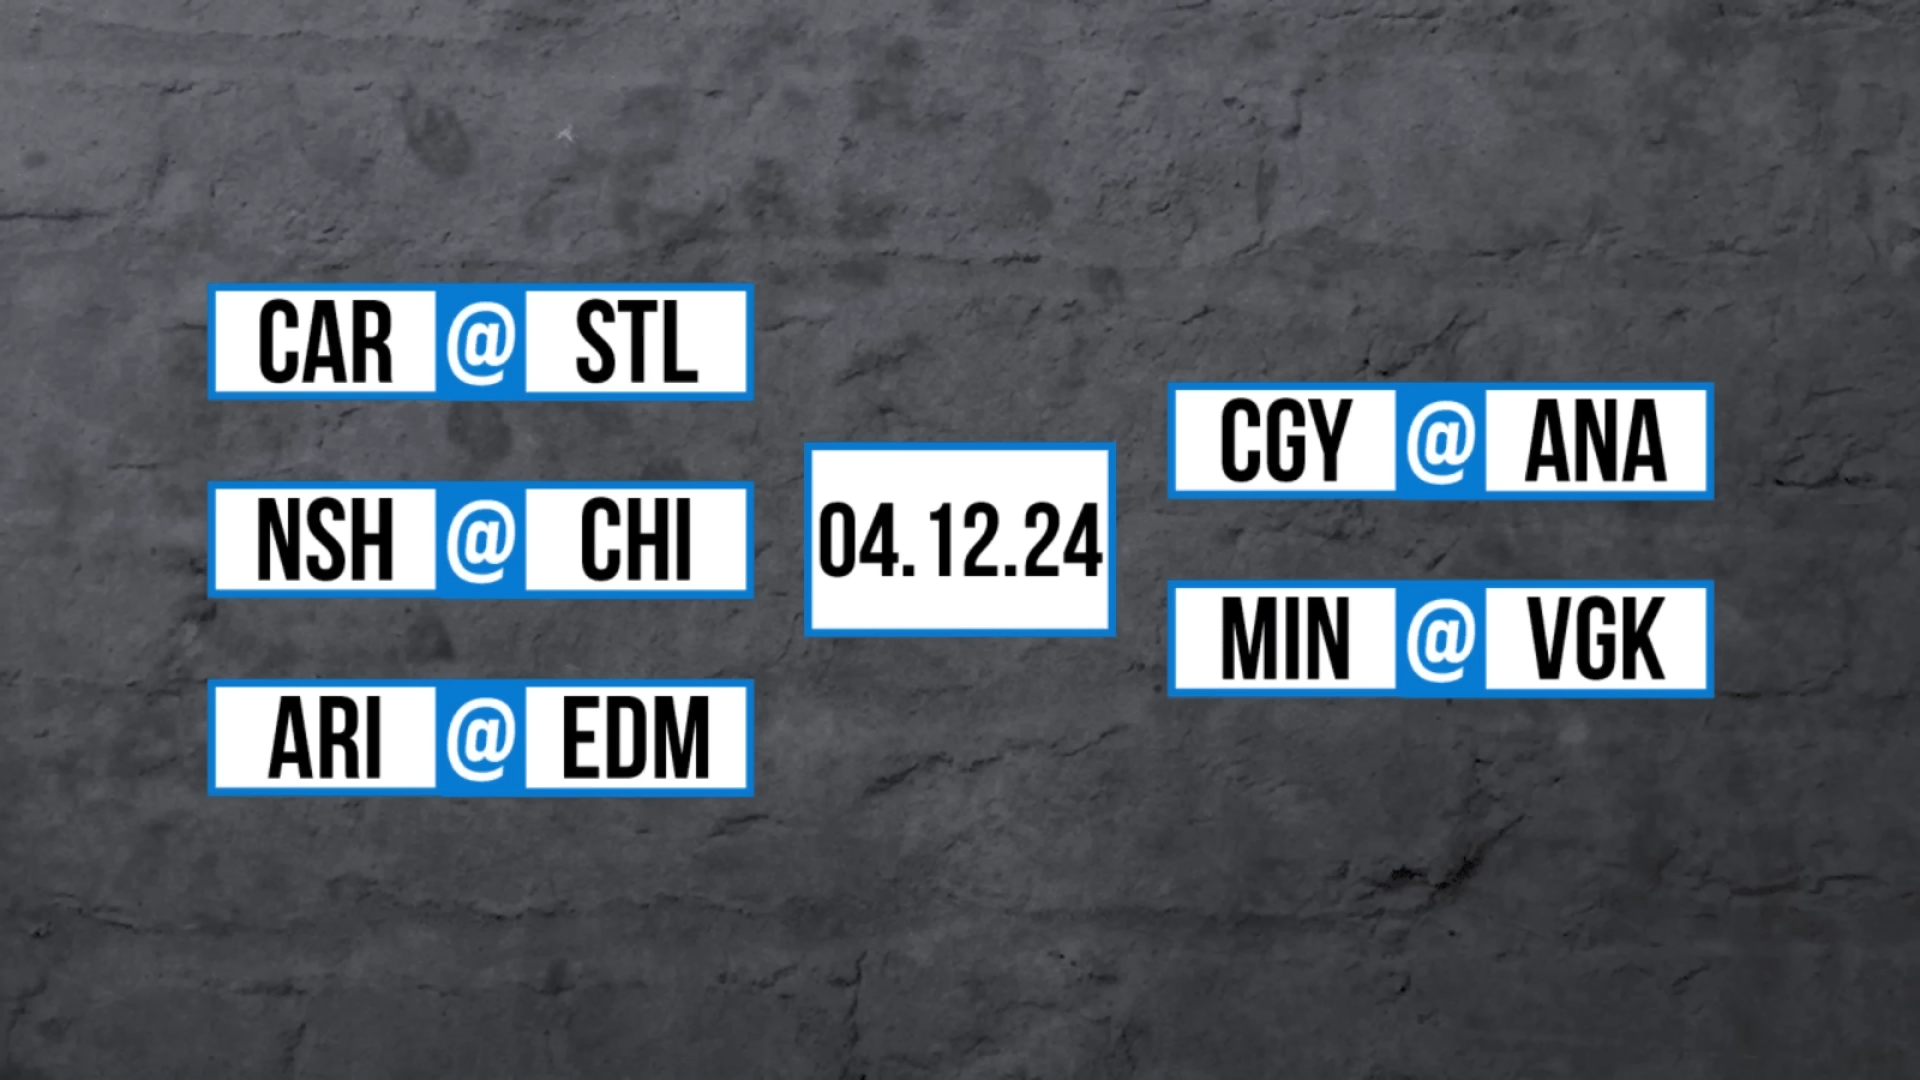 CAR @ STL
NSH @ CHI
ARI @ EDM
04.12.24
CGY @ ANA
MIN @ VGK